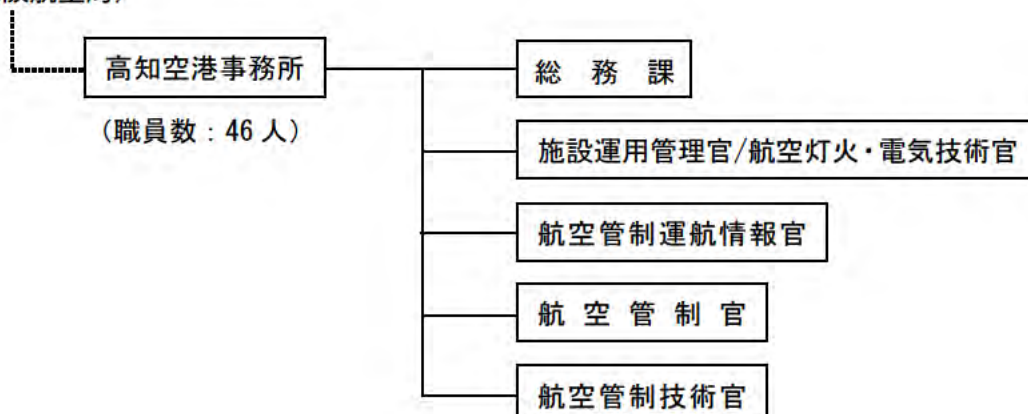 高知空港事務所
(職員数：46 人)
総 務 課
施設運用管理官/航空灯火・電気技術官
航空管制運航情報官
航 空 管 制 官
航空管制技術官